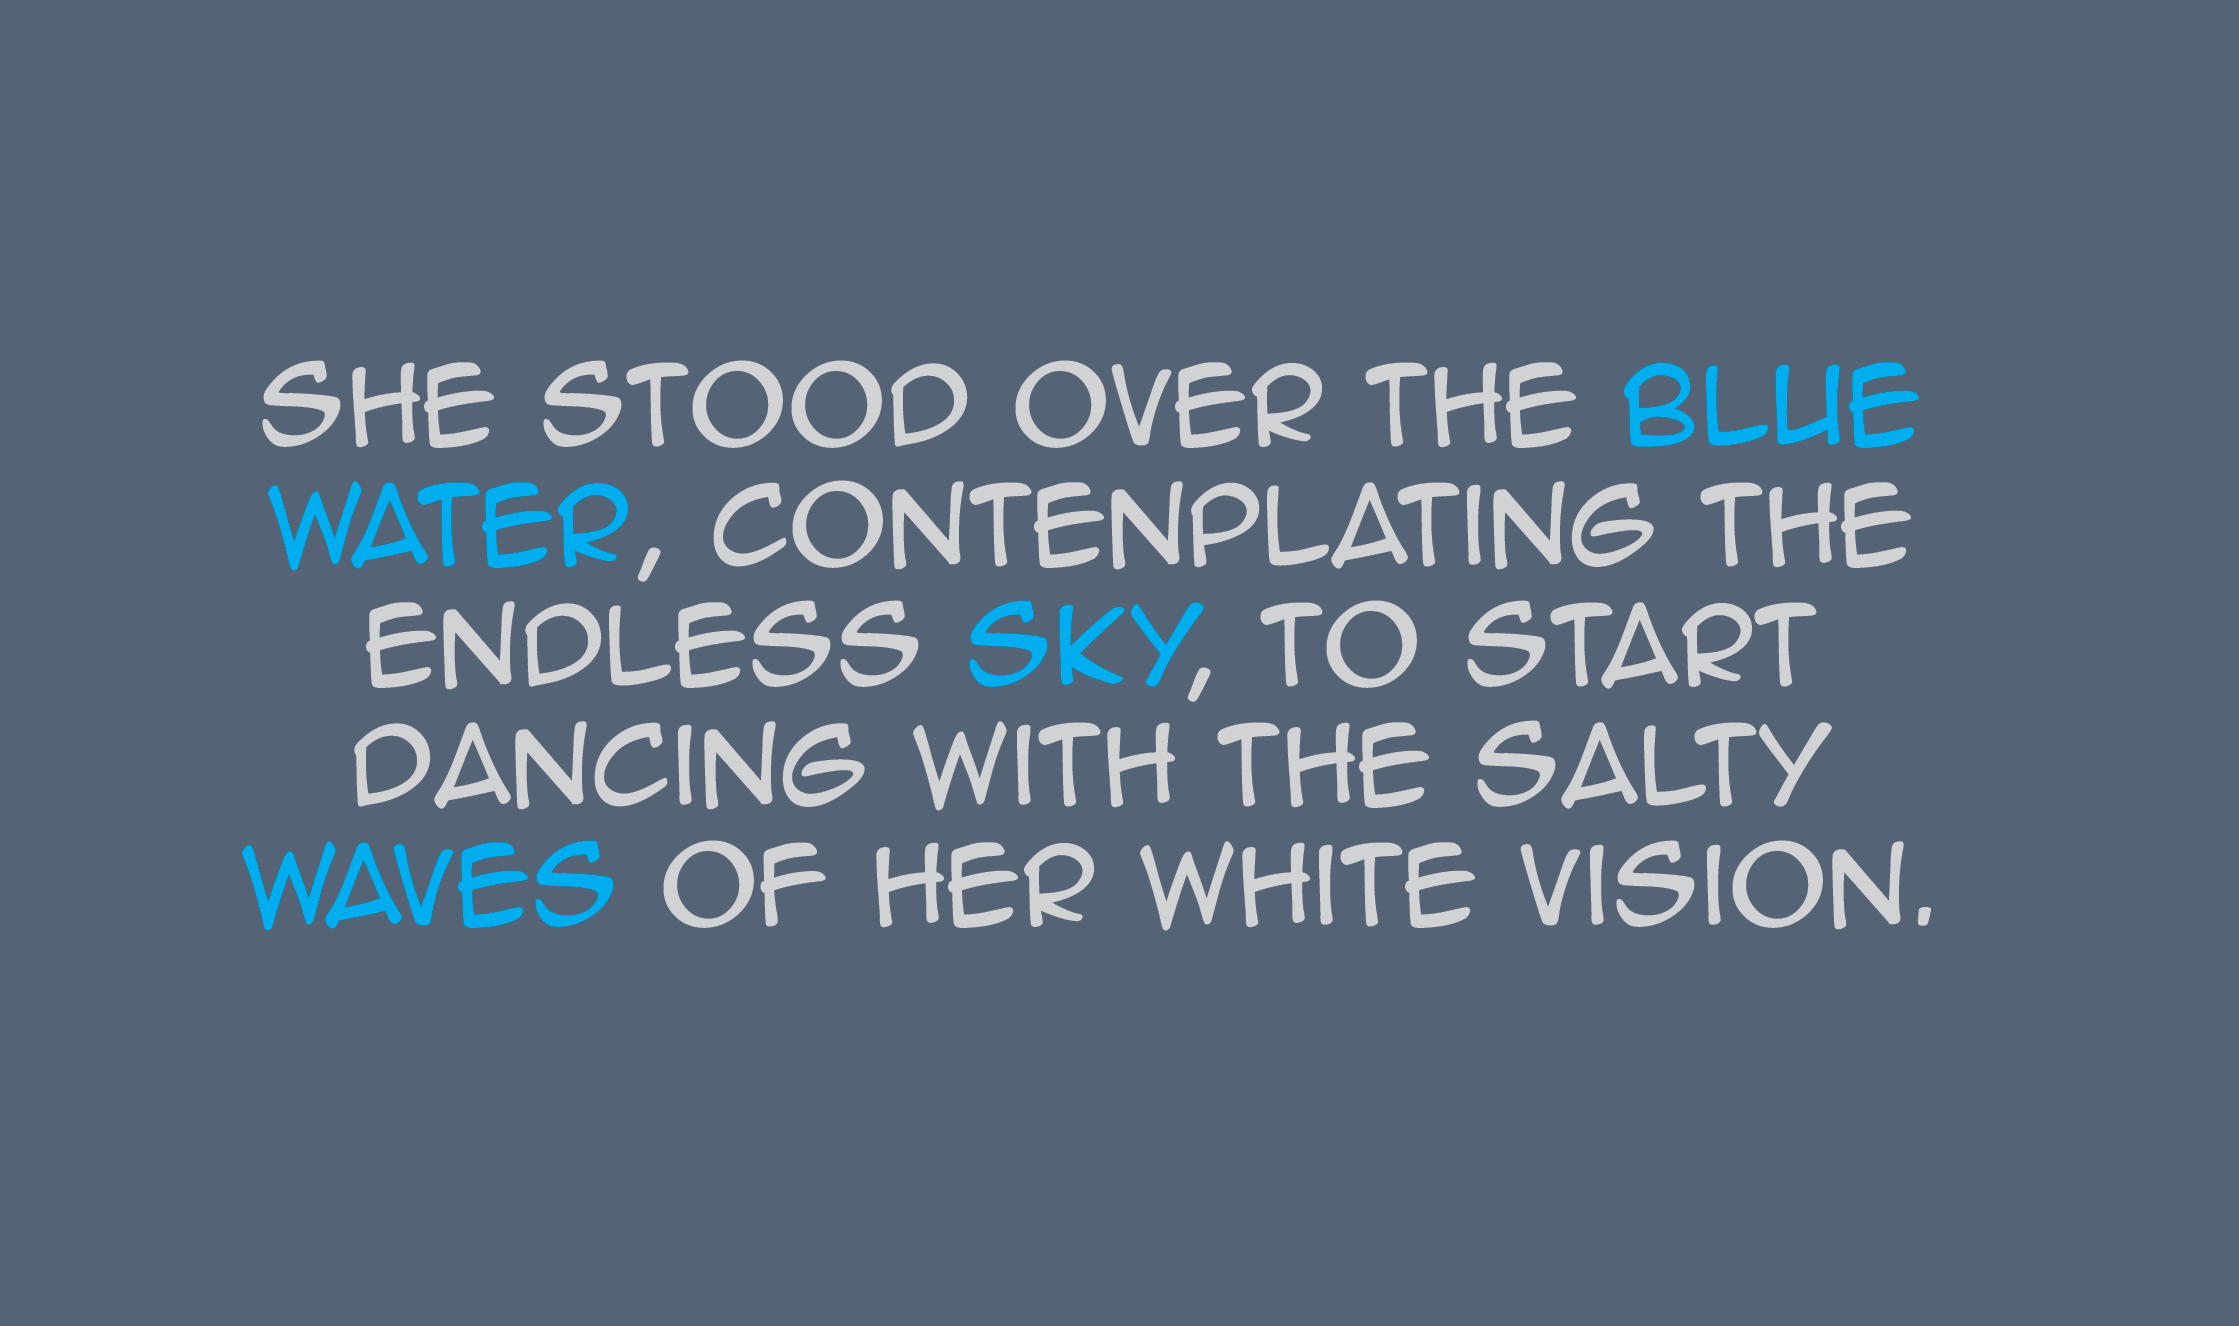 SHE STOOD OVER THE BLUE
WATER, CONTENPLATING THE
ENDLESS SKY, TO START
DANCING WITH THE SALTY
WAVES OF HER WHITE VISION.